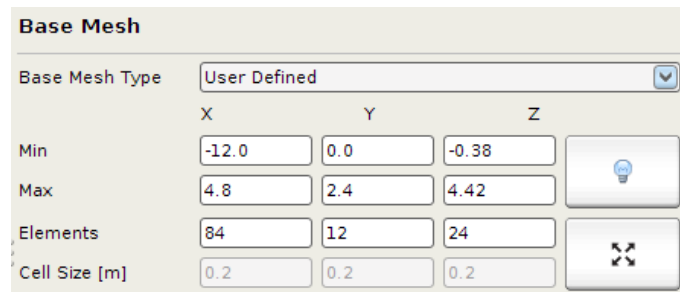 Base Mesh
Base Mesh Type User Defined
X Y Z
Min -12.0 0.0 -0.38
Max 4.8 2.4 4.42
Elements 84 12 24
Cell Size [m] 0.2 0.2 0.2